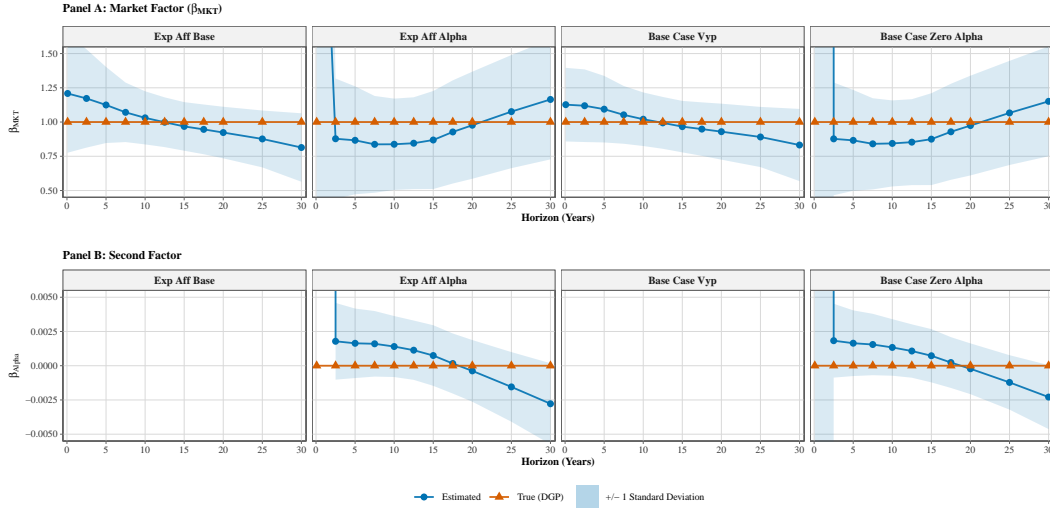 Panel A: Market Factor (βMKT)
Exp Aff Base Exp Aff Alpha Base Case Vyp Base Case Zero Alpha
1.50
1.25
1.00
0.75
0.50
βMKT
0 5 10 15 20 25 30 0 5 10 15 20 25 30 0 5 10 15 20 25 30 0 5 10 15 20 25 30
Horizon (Years)
Panel B: Second Factor
Exp Aff Base Exp Aff Alpha Base Case Vyp Base Case Zero Alpha
0.0050
0.0025
0.0000
−0.0025
−0.0050
βAlpha
0 5 10 15 20 25 30 0 5 10 15 20 25 30 0 5 10 15 20 25 30 0 5 10 15 20 25 30
Horizon (Years)
Estimated True (DGP) +/− 1 Standard Deviation